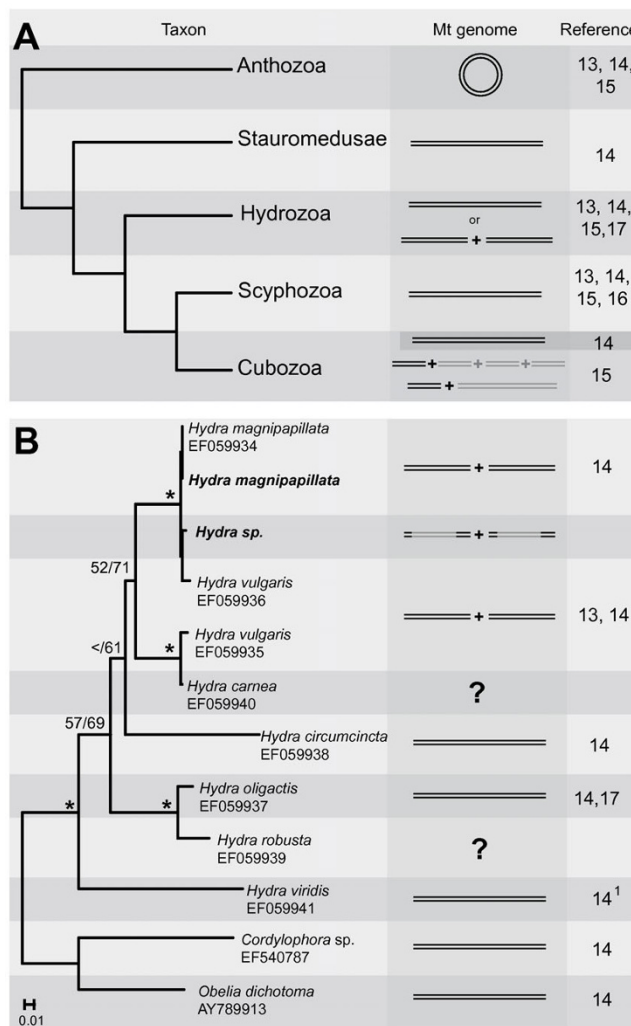 A
Taxon Mt genome Reference
Anthozoa 13, 14,
15
Stauromedusae 14
Hydrozoa or 13, 14,
+ 15,17
Scyphozoa 13, 14,
15, 16
14
+ + +
Cubozoa 15
+
B
Hydra magnipapillata
EF059934
+ 14
* Hydra magnipapillata
Hydra sp. +
52/71 Hydra vulgaris
EF059936
+ 13, 14
Hydra vulgaris
</61 * EF059935
Hydra carnea ?
EF059940
57/69
Hydra circumcincta 14
EF059938
* * Hydra oligactis 14,17
EF059937
Hydra robusta ?
EF059939
Hydra viridis 14 1
EF059941
Cordylophora sp. 14
EF540787
Obelia dichotoma 14
AY789913
0.01